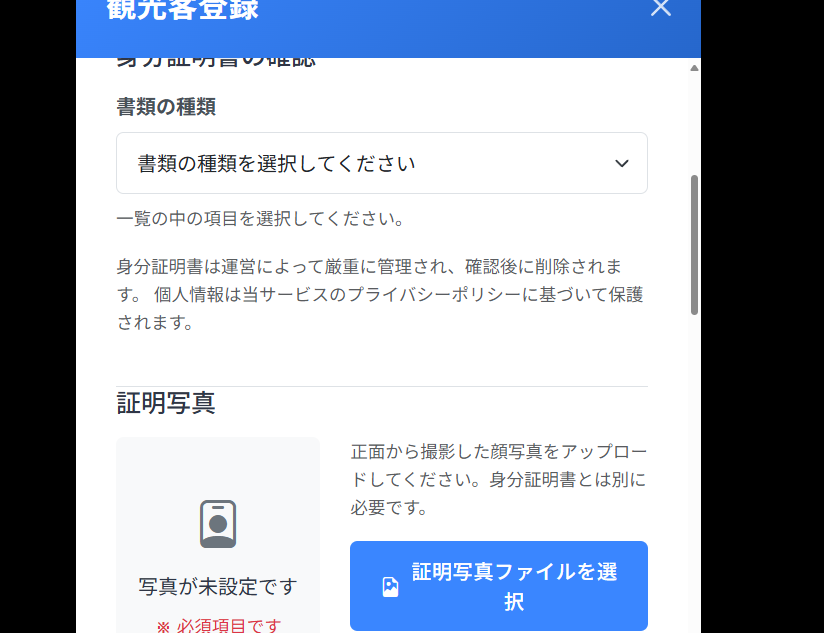 観光客登録
身分証明書の確認
書類の種類
書類の種類を選択してください
一覧の中の項目を選択してください。
身分証明書は運営によって厳重に管理され、確認後に削除されま
す。 個人情報は当サービスのプライバシーポリシーに基づいて保護
されます。
証明写真
正面から撮影した顔写真をアップロー
ドしてください。身分証明書とは別に
必要です。
写真が未設定です
※ 必須項目です
証明写真ファイルを選
択